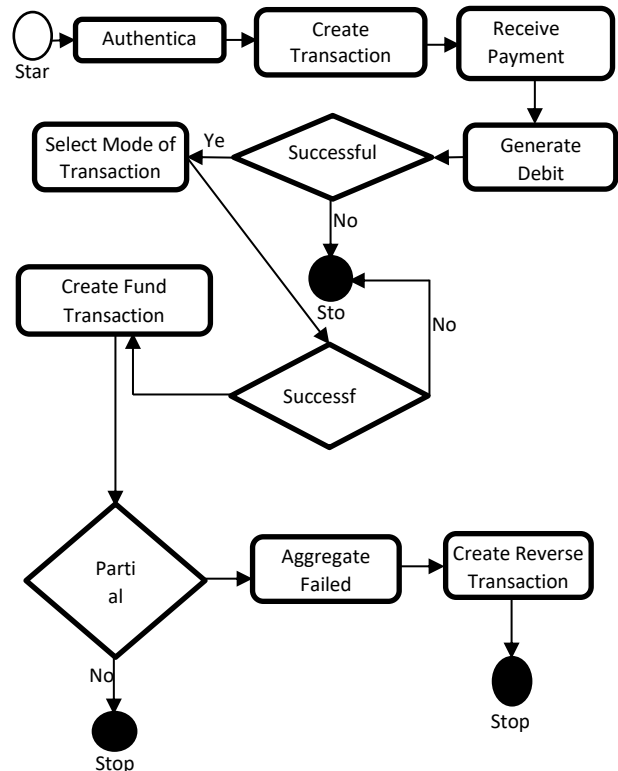 Star
Authentica
Create
Transaction
Receive
Payment
Select Mode of
Transaction
Ye
Successful
Generate
Debit
No
Sto
Create Fund
Transaction
No
Successf
Parti
al
Aggregate
Failed
Create Reverse
Transaction
No
Stop
Stop